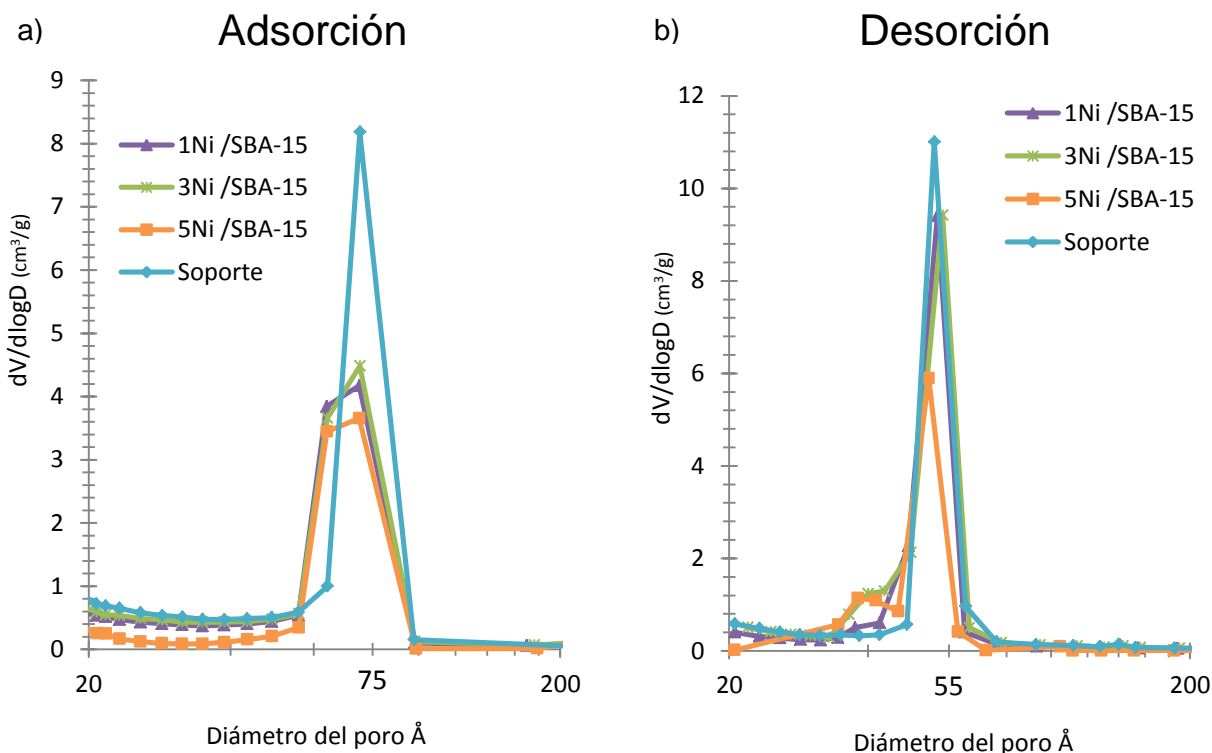 a)
Adsorción
9
8
7
6
5
4
3
2
1
0
dV/dlogD (cm³/g)
1Ni /SBA-15
3Ni /SBA-15
5Ni /SBA-15
Soporte
20
75
200
Diámetro del poro Å
b)
Desorción
12
10
8
6
4
2
0
dV/dlogD (cm³/g)
1Ni /SBA-15
3Ni /SBA-15
5Ni /SBA-15
Soporte
20
55
200
Diámetro del poro Å